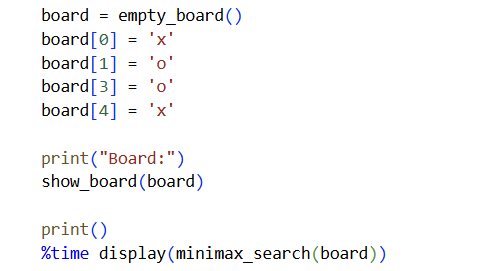 board = empty_board()
board[0] = 'x'
board[1] = 'o'
board[3] = 'o'
board[4] = 'x'
print("Board:")
show_board(board)
print()
%time display(minimax_search(board))